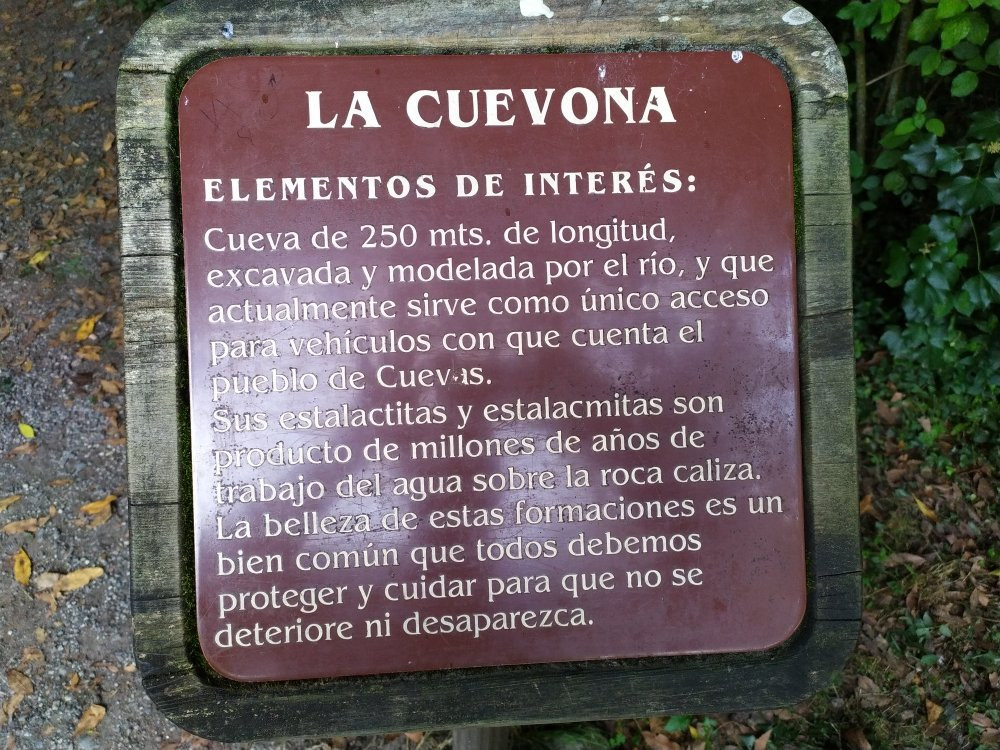 LA CUEVONA
ELEMENTOS DE INTERÉS:
Cueva de 250 mts. de longitud,
excavada y modelada por el río, y que
actualmente sirve como único acceso
para vehículos con que cuenta el
pueblo de Cuevas.
Sus estalactitas y estalacmitas son
producto de millones de años de
trabajo del agua sobre la roca caliza.
La belleza de estas formaciones es un
bien común que todos debemos
proteger y cuidar para que no se
deteriore ni desaparezca.